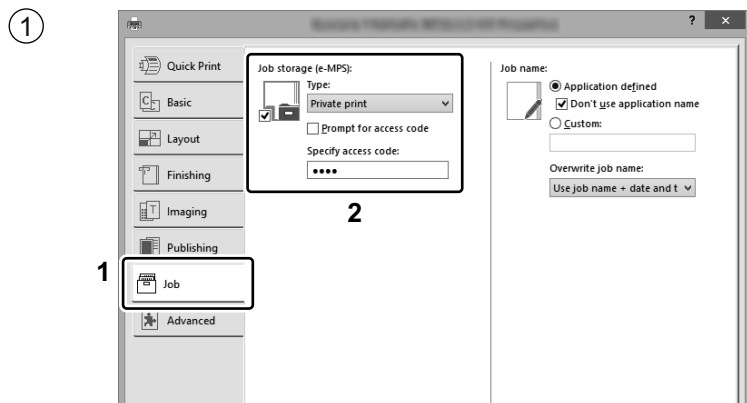 1
?
×
Quick Print
Basic
Layout
Finishing
Imaging
Publishing
1
Job
Advanced
Job storage (e-MPS):
Type:
Private print
Prompt for access code
Specify access code:
••••
2
Job name:
Application defined
Don't use application name
Custom:
Overwrite job name:
Use job name + date and t